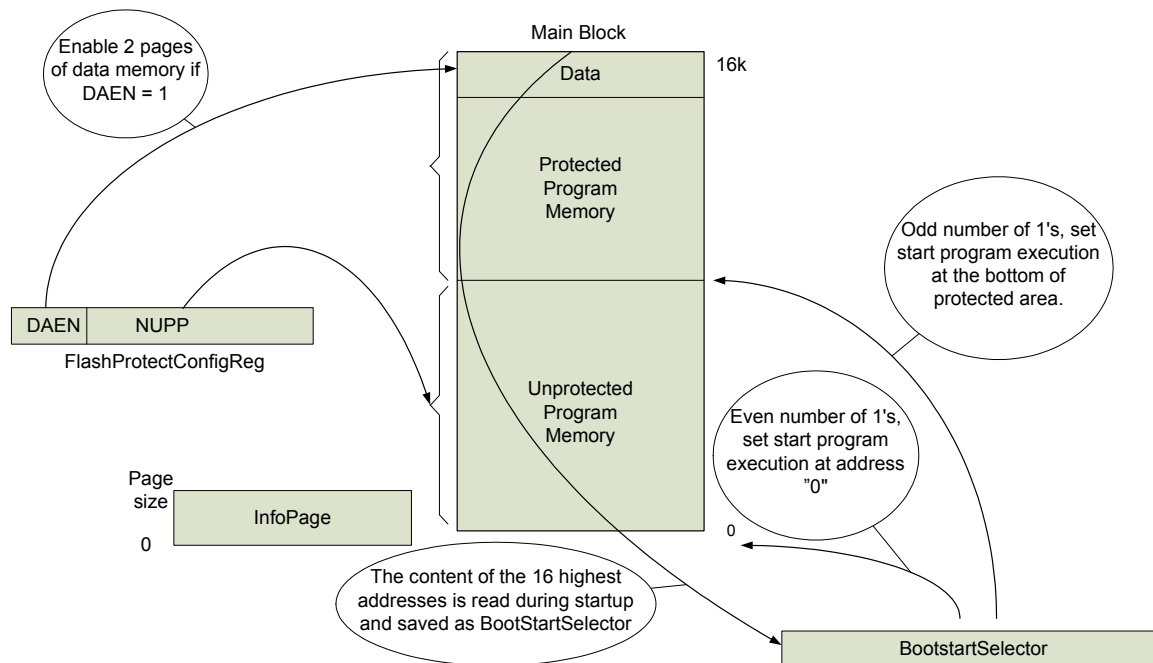 Main Block
Enable 2 pages
of data memory if
DAEN = 1
Data
16k
Protected
Program
Memory
Odd number of 1's, set
start program execution
at the bottom of
protected area.
DAEN
NUPP
FlashProtectConfigReg
Unprotected
Program
Memory
Even number of 1's,
set start program
execution at address
"0"
Page
size
0
InfoPage
0
The content of the 16 highest
addresses is read during startup
and saved as BootStartSelector
BootstartSelector